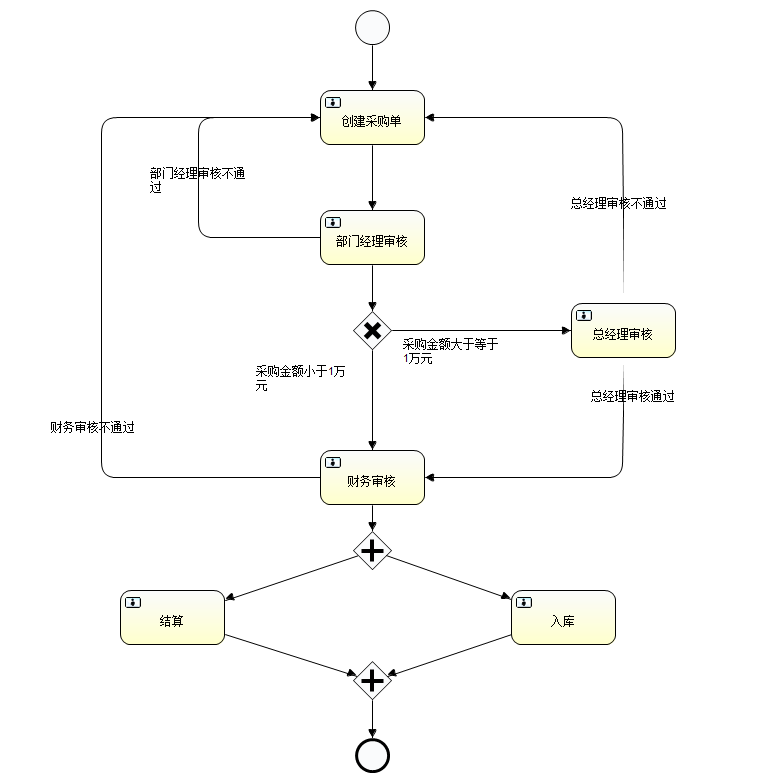 创建采购单
部门经理审核不通
过
总经理审核不通过
部门经理审核
总经理审核
采购金额大于等于
1万元
采购金额小于1万
元
总经理审核通过
财务审核不通过
财务审核
结算
入库